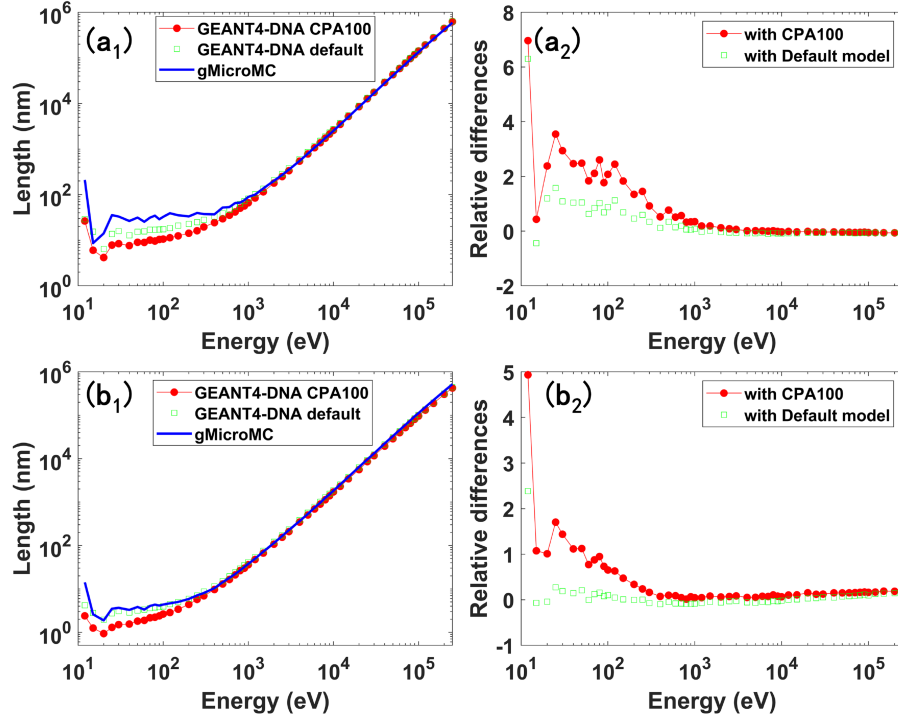 (a1)
GEANT4-DNA CPA100
GEANT4-DNA default
gMicroMC
Length (nm)
10^6
10^4
10^2
10^0
10^1 10^2 10^3 10^4 10^5
Energy (eV)
(a2)
with CPA100
with Default model
Relative differences
8
6
4
2
0
-2
10^1 10^2 10^3 10^4 10^5
Energy (eV)
(b1)
GEANT4-DNA CPA100
GEANT4-DNA default
gMicroMC
Length (nm)
10^6
10^4
10^2
10^0
10^1 10^2 10^3 10^4 10^5
Energy (eV)
(b2)
with CPA100
with Default model
Relative differences
5
4
3
2
1
0
-1
10^1 10^2 10^3 10^4 10^5
Energy (eV)